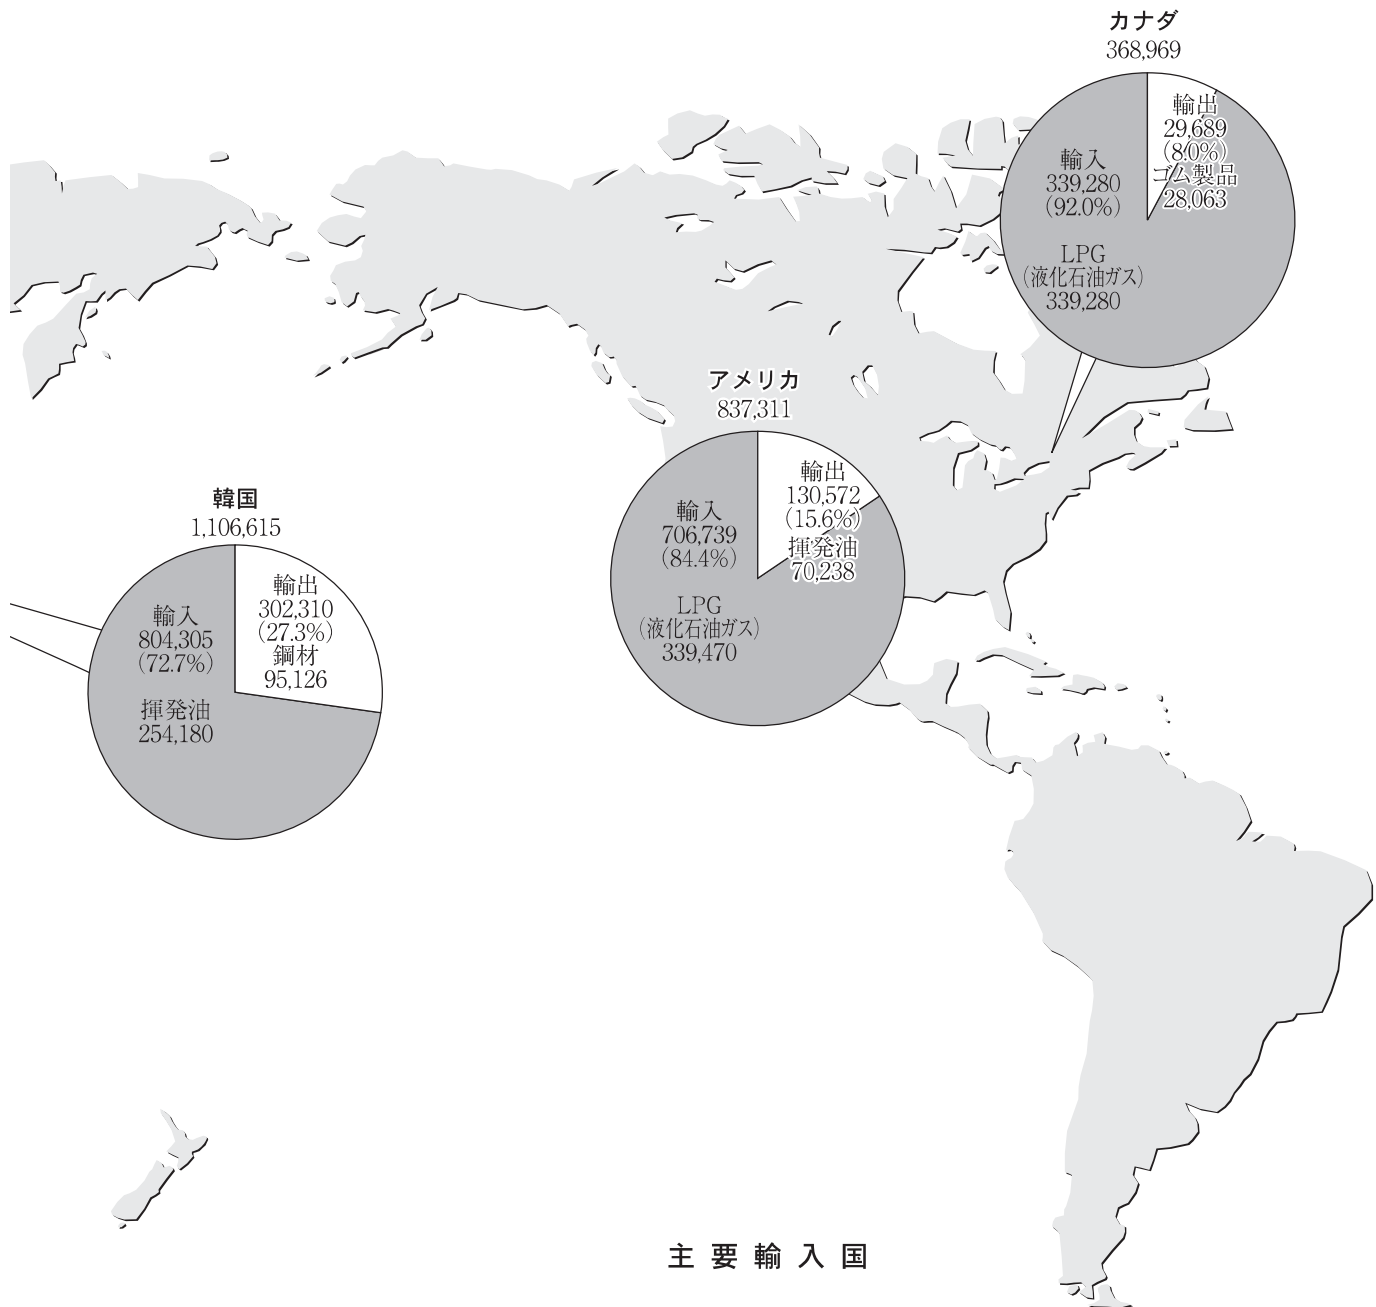 カナダ
368,969
輸出
29,689
(8.0%)
ゴム製品
28,063
輸入
339,280
(92.0%)
LPG
(液化石油ガス)
339,280
アメリカ
837,311
輸出
130,572
(15.6%)
揮発油
70,238
輸入
706,739
(84.4%)
LPG
(液化石油ガス)
339,470
韓国
1,106,615
輸出
302,310
(27.3%)
鋼材
95,126
輸入
804,305
(72.7%)
揮発油
254,180
主要輸入国